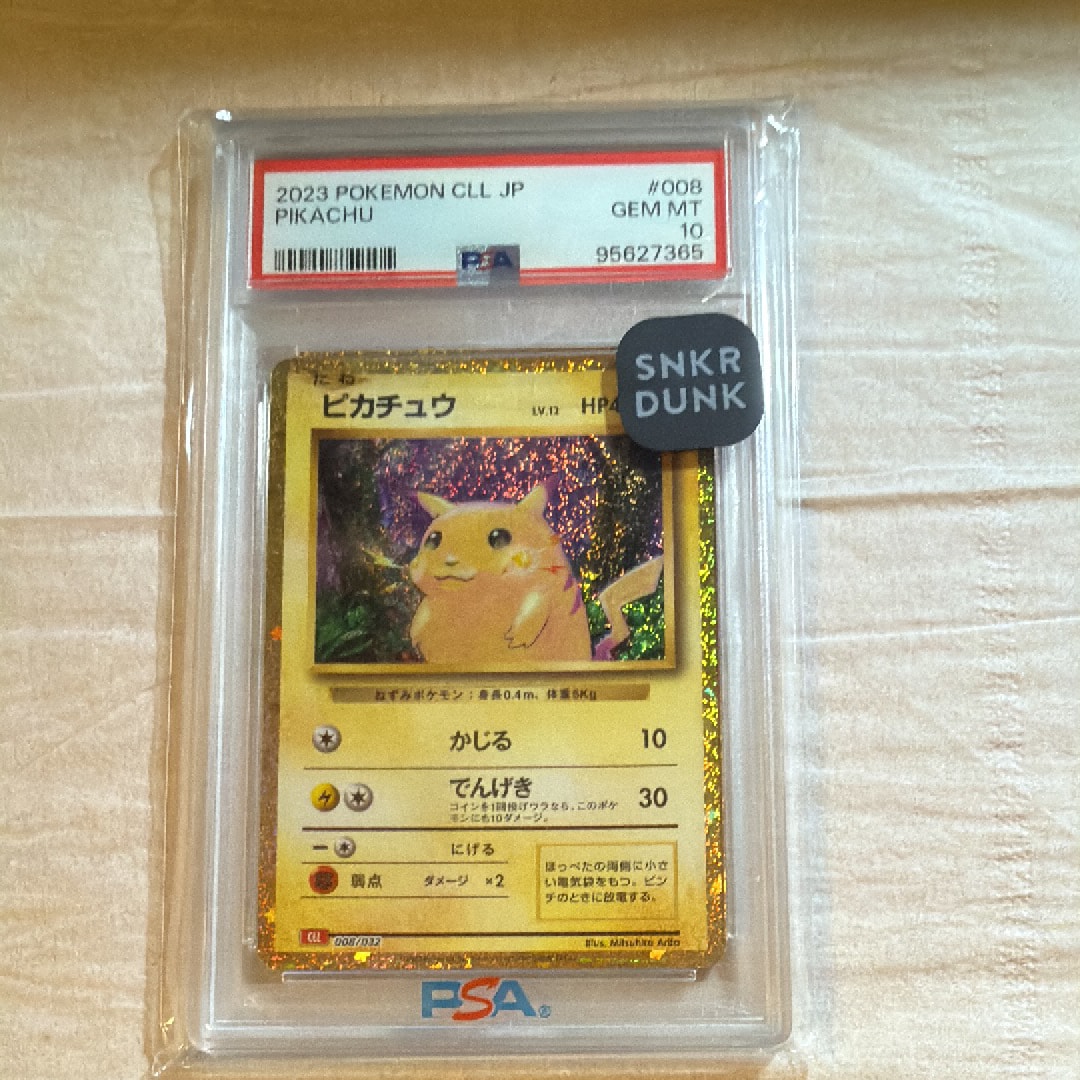 2023 POKEMON CLL JP #008
PIKACHU GEM MT
10
PSA 95627365
SNKR
DUNK
たね
ピカチュウ LV.12 HP4
ねずみポケモン：身長0.4m、体重6Kg
かじる 10
でんげき 30
コインを1回投げウラなら、このポケ
モンにも10ダメージ。
にげる
弱点 ダメージ ×2
ほっぺたの両側に小さ
い電気袋をもつ。ピン
チのときに放電する。
CLL 008/032 Illus. Mitsuhiro Arita
PSA®